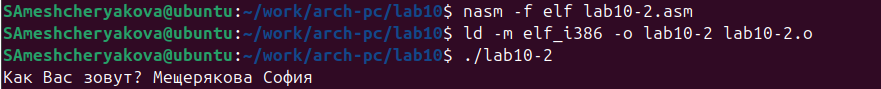 SAmeshcheryakova@ubuntu:~/work/arch-pc/lab10$ nasm -f elf lab10-2.asm
SAmeshcheryakova@ubuntu:~/work/arch-pc/lab10$ ld -m elf_i386 -o lab10-2 lab10-2.o
SAmeshcheryakova@ubuntu:~/work/arch-pc/lab10$ ./lab10-2
Как Вас зовут? Мещерякова София